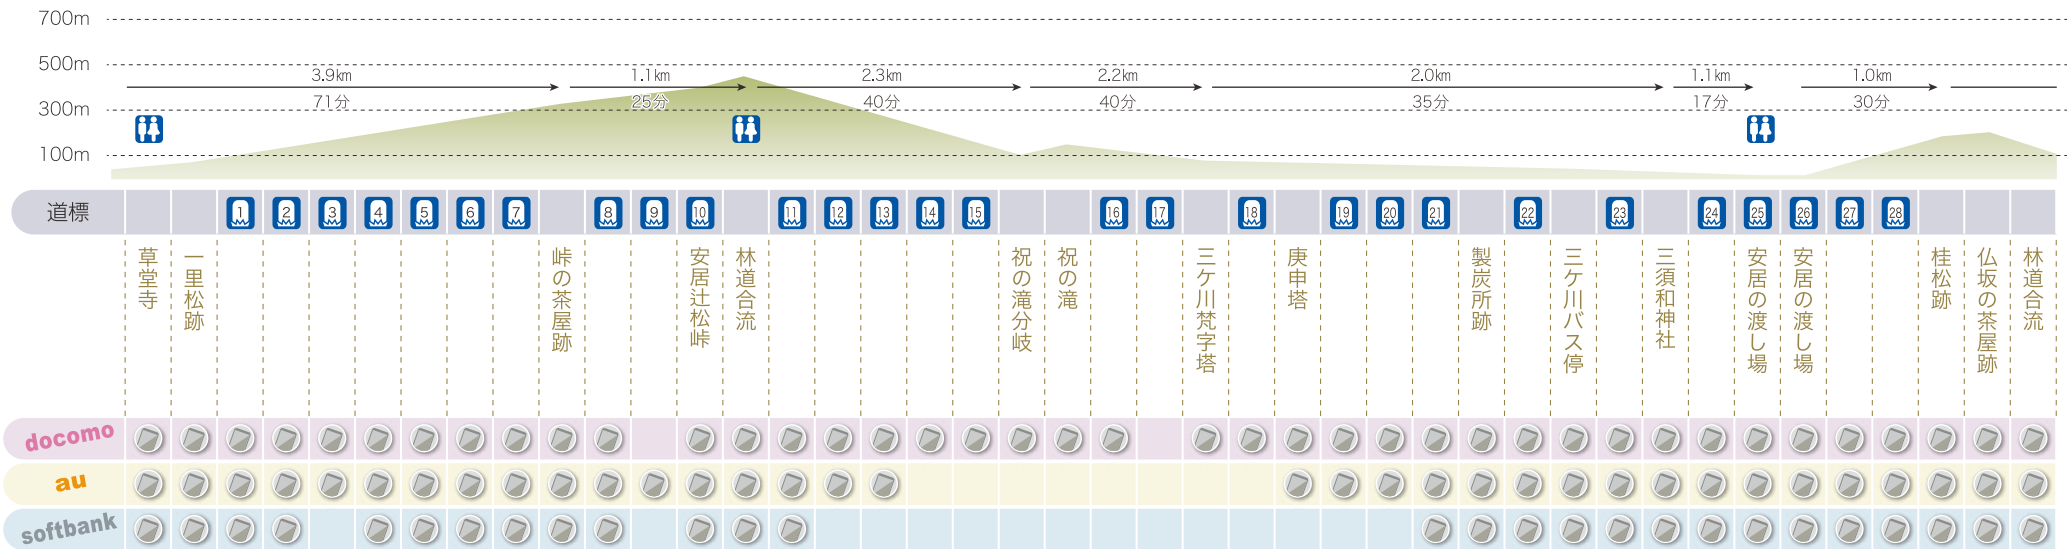 700m
500m
3.9km
1.1km
2.3km
2.2km
2.0km
1.1km
1.0km
71分
25分
40分
40分
35分
17分
30分
300m
100m
道標
1
2
3
4
5
6
7
8
9
10
11
12
13
14
15
16
17
18
19
20
21
22
23
24
25
26
27
28
草堂寺
一里松跡
峠の茶屋跡
安居辻松峠
林道合流
祝の滝分岐
祝の滝
三ケ川梵字塔
庚申塔
製炭所跡
三ケ川バス停
三須和神社
安居の渡し場
安居の渡し場
桂松跡
仏坂の茶屋跡
林道合流
docomo
au
softbank